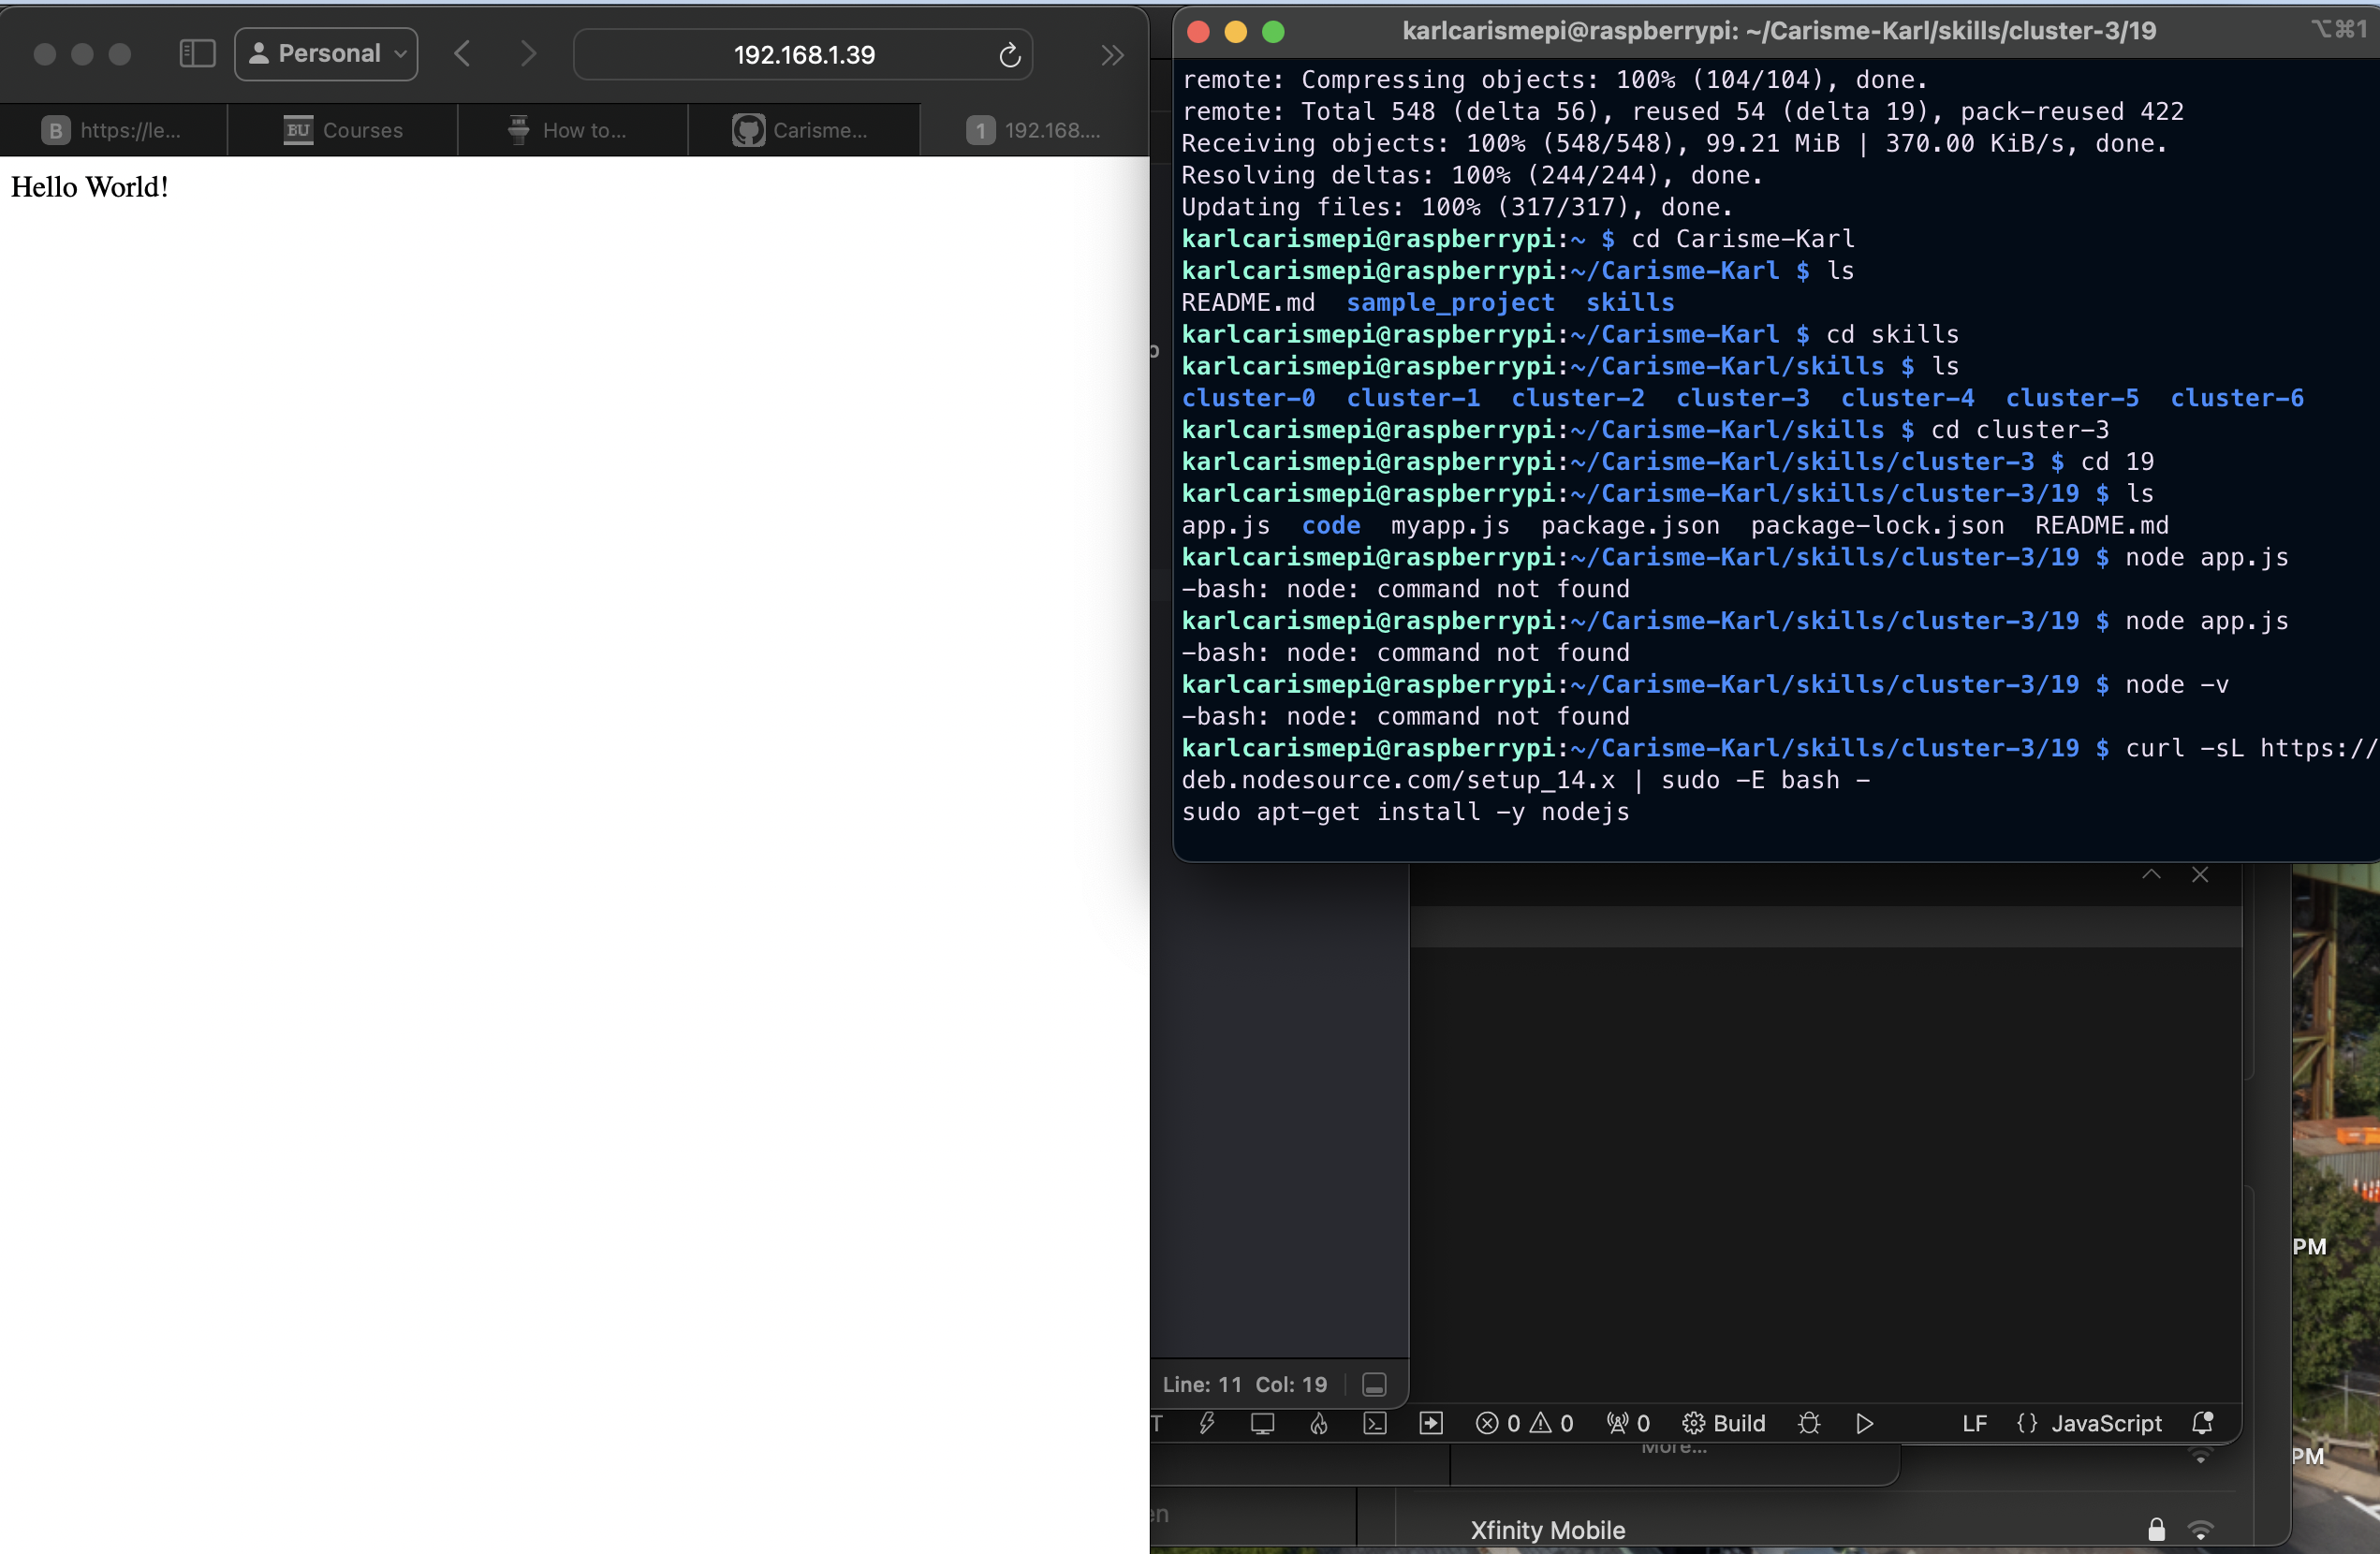 Personal
192.168.1.39
B https://le...
BU Courses
How to...
Carisme...
1 192.168....
Hello World!
karlcarismepi@raspberrypi: ~/Carisme-Karl/skills/cluster-3/19
⌥⌘1
remote: Compressing objects: 100% (104/104), done.
remote: Total 548 (delta 56), reused 54 (delta 19), pack-reused 422
Receiving objects: 100% (548/548), 99.21 MiB | 370.00 KiB/s, done.
Resolving deltas: 100% (244/244), done.
Updating files: 100% (317/317), done.
karlcarismepi@raspberrypi:~ $ cd Carisme-Karl
karlcarismepi@raspberrypi:~/Carisme-Karl $ ls
README.md  sample_project  skills
karlcarismepi@raspberrypi:~/Carisme-Karl $ cd skills
karlcarismepi@raspberrypi:~/Carisme-Karl/skills $ ls
cluster-0  cluster-1  cluster-2  cluster-3  cluster-4  cluster-5  cluster-6
karlcarismepi@raspberrypi:~/Carisme-Karl/skills $ cd cluster-3
karlcarismepi@raspberrypi:~/Carisme-Karl/skills/cluster-3 $ cd 19
karlcarismepi@raspberrypi:~/Carisme-Karl/skills/cluster-3/19 $ ls
app.js  code  myapp.js  package.json  package-lock.json  README.md
karlcarismepi@raspberrypi:~/Carisme-Karl/skills/cluster-3/19 $ node app.js
-bash: node: command not found
karlcarismepi@raspberrypi:~/Carisme-Karl/skills/cluster-3/19 $ node app.js
-bash: node: command not found
karlcarismepi@raspberrypi:~/Carisme-Karl/skills/cluster-3/19 $ node -v
-bash: node: command not found
karlcarismepi@raspberrypi:~/Carisme-Karl/skills/cluster-3/19 $ curl -sL https://
deb.nodesource.com/setup_14.x | sudo -E bash -
sudo apt-get install -y nodejs
PM
Line: 11 Col: 19
T
0 0
0
Build
LF
{} JavaScript
More...
PM
en
Xfinity Mobile